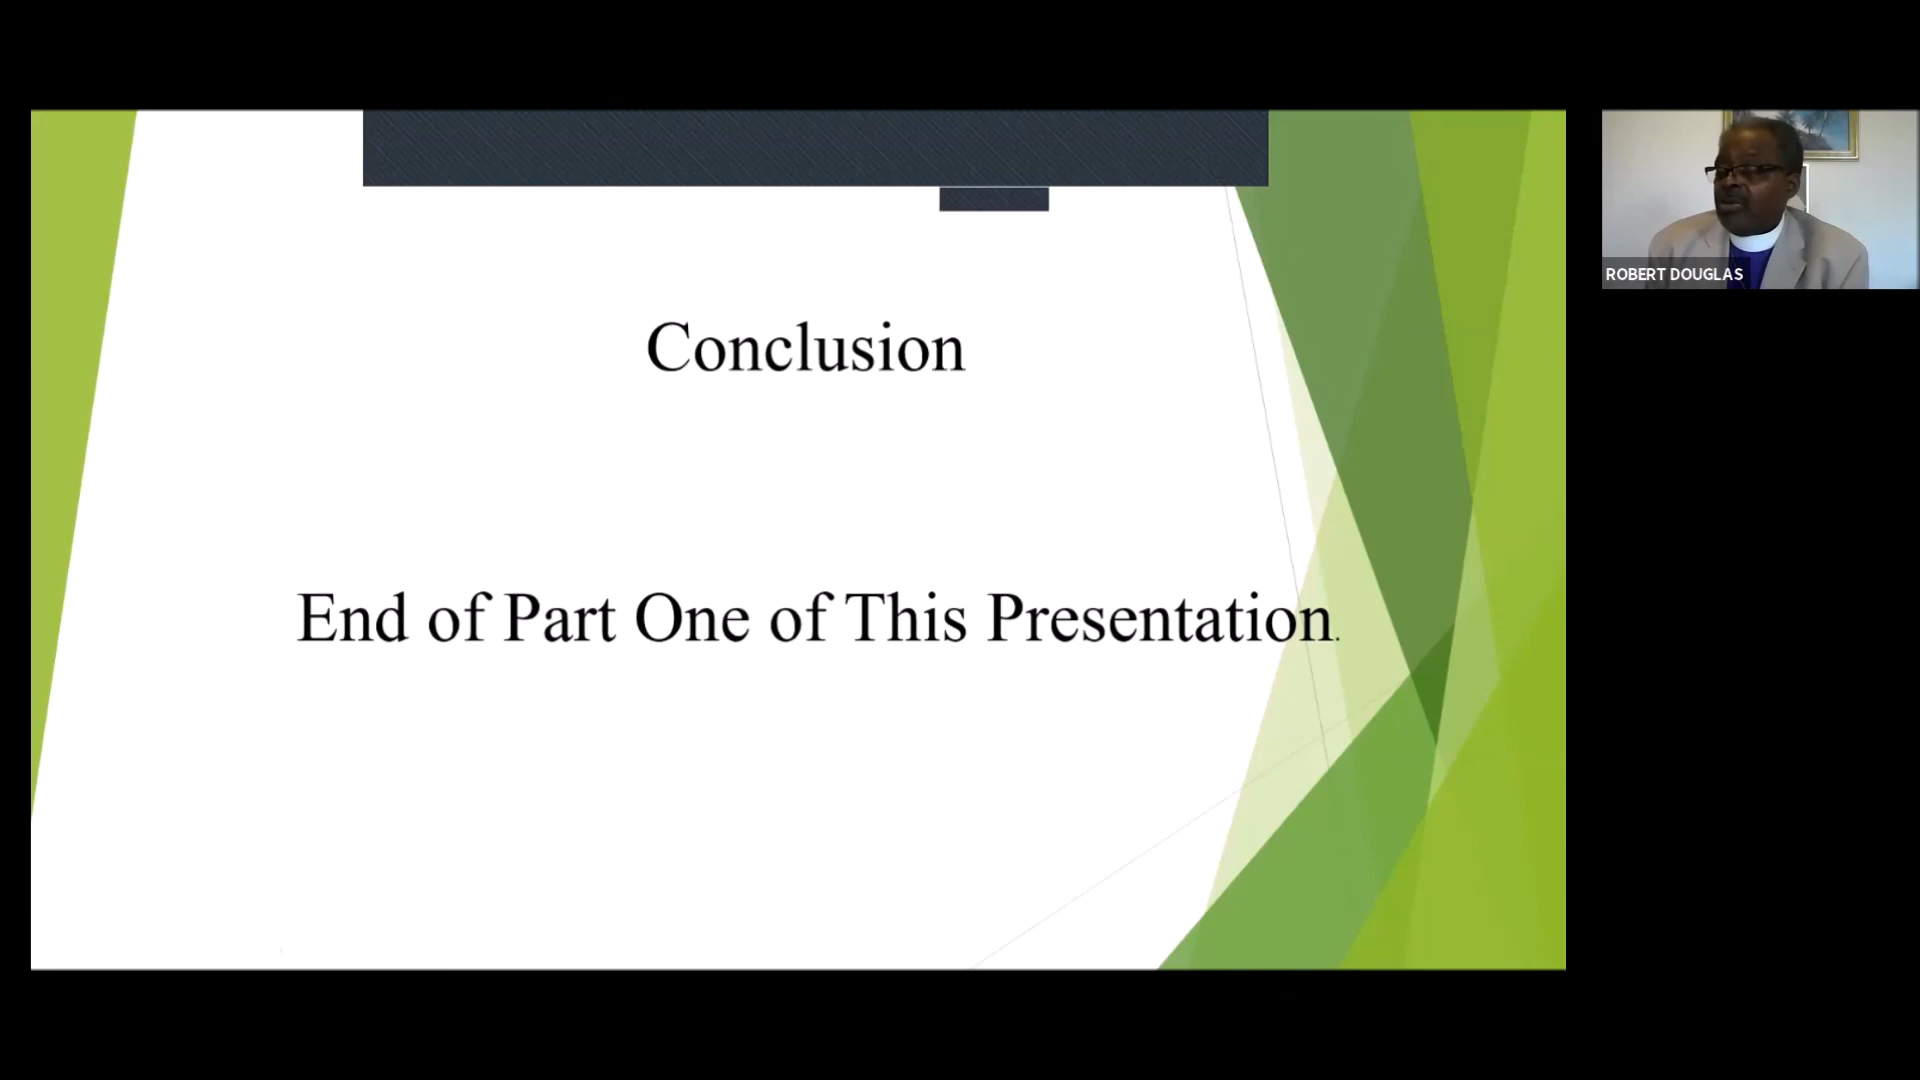 Conclusion
End of Part One of This Presentation.
ROBERT DOUGLAS